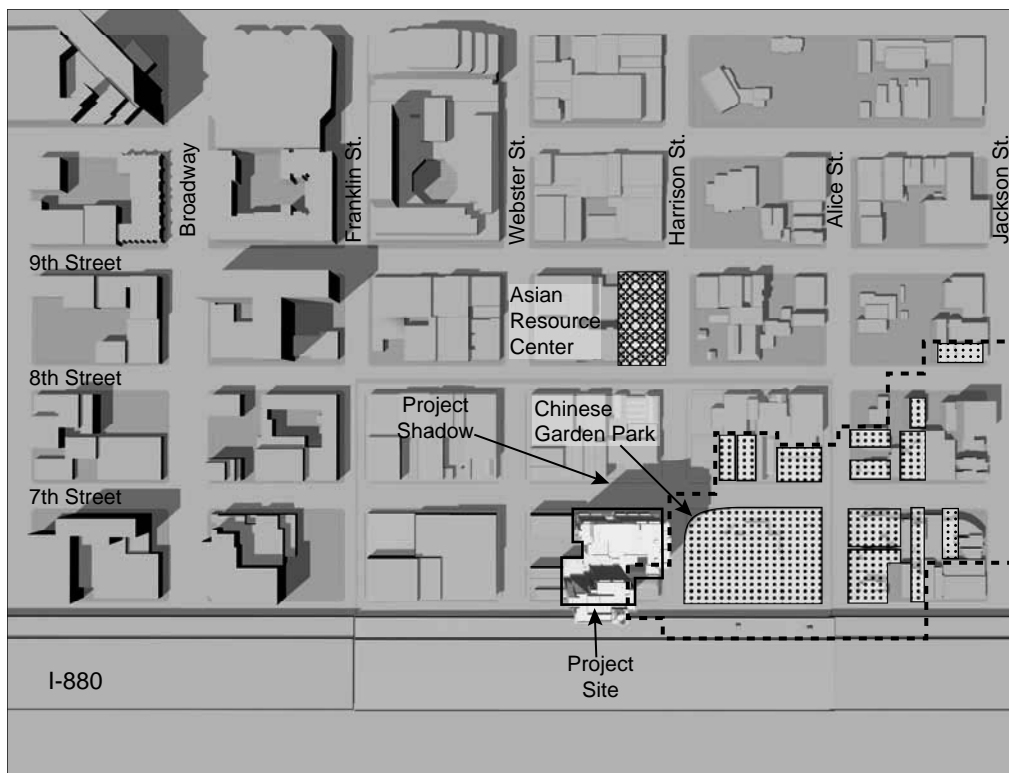 Broadway
Franklin St.
Webster St.
Harrison St.
Alice St.
Jackson St.
9th Street
Asian
Resource
Center
8th Street
Project
Shadow
Chinese
Garden Park
7th Street
Project
Site
I-880